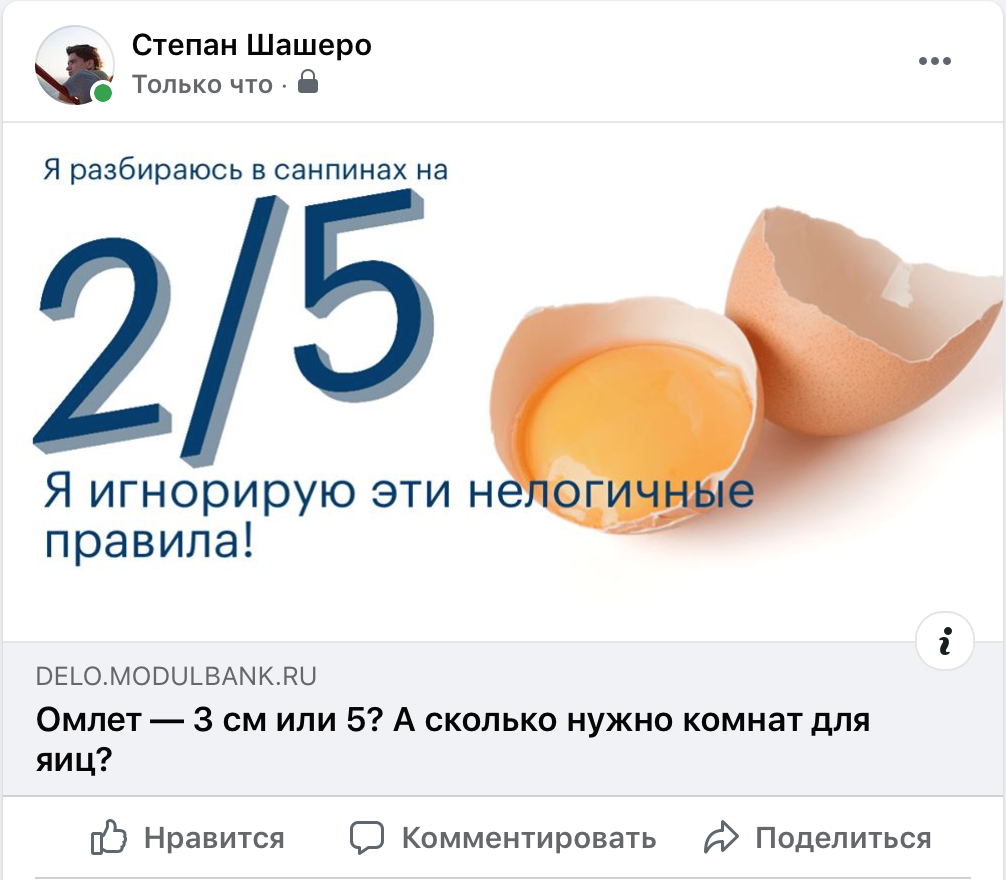 Степан Шашеро
Только что ·
Я разбираюсь в санпинах на
2/5
Я игнорирую эти нелогичные
правила!
i
DELO.MODULBANK.RU
Омлет — 3 см или 5? А сколько нужно комнат для
яиц?
Нравится Комментировать Поделиться